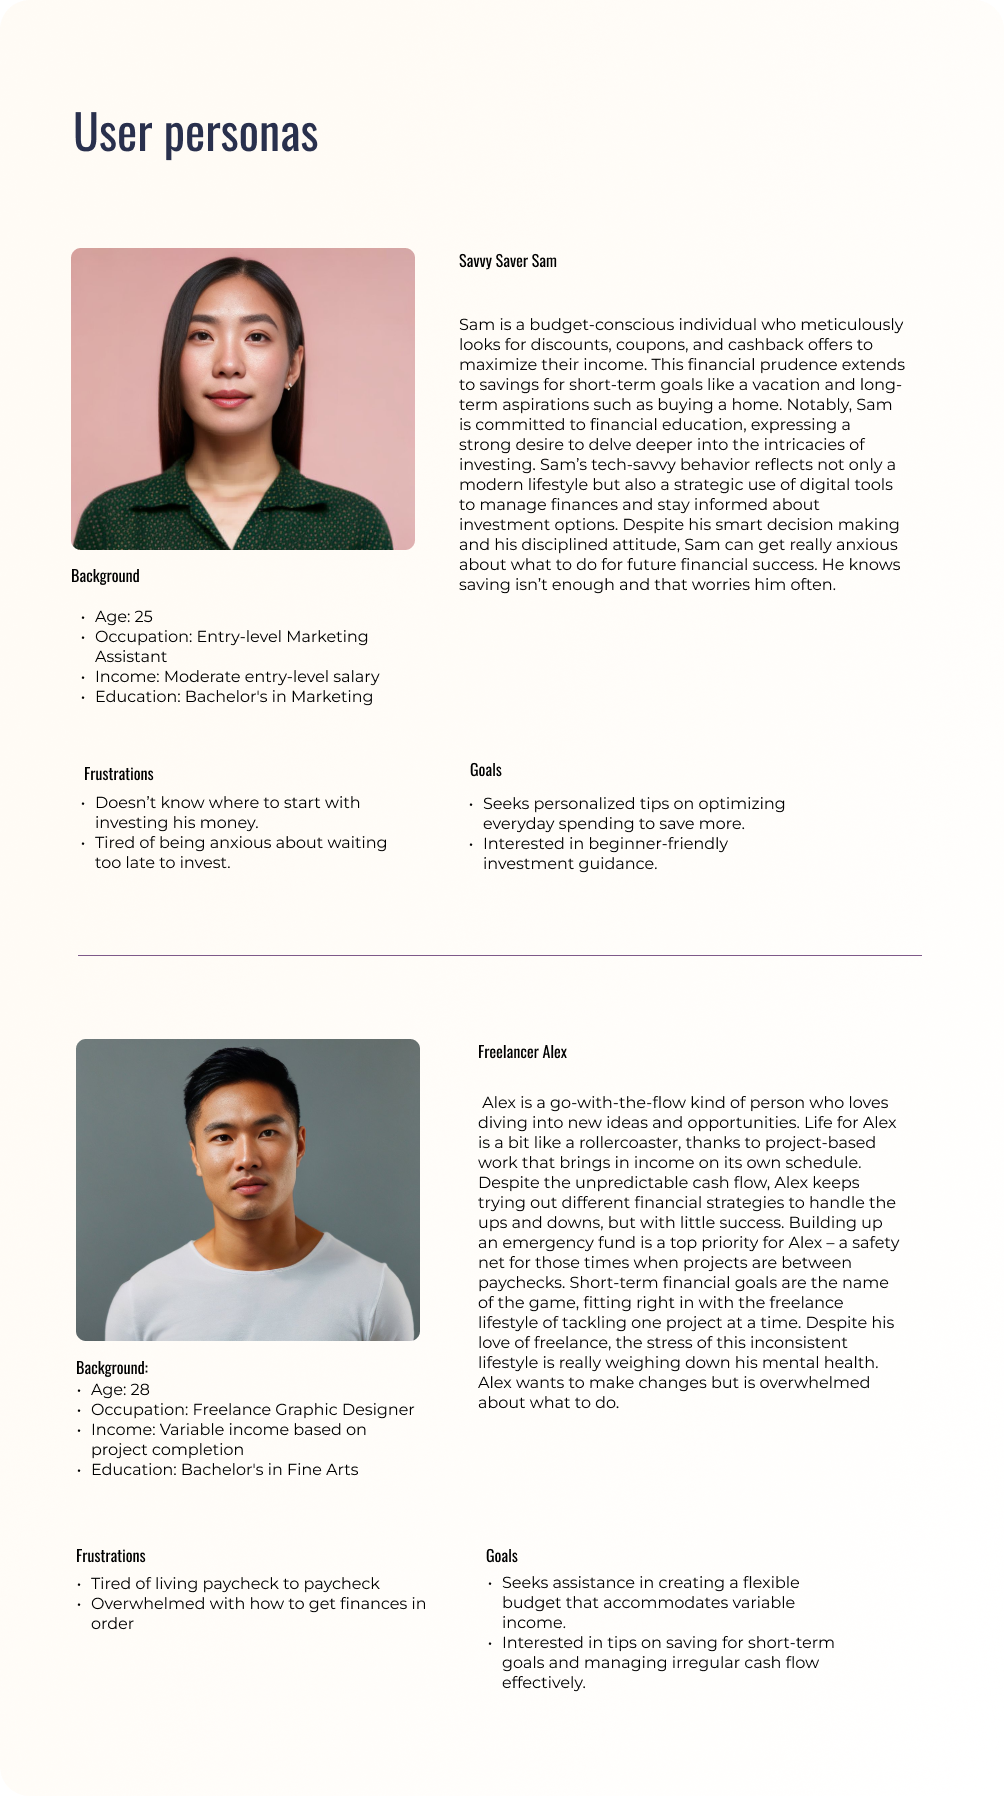 User personas
Savvy Saver Sam
Sam is a budget-conscious individual who meticulously
looks for discounts, coupons, and cashback offers to
maximize their income. This financial prudence extends
to savings for short-term goals like a vacation and long-
term aspirations such as buying a home. Notably, Sam
is committed to financial education, expressing a
strong desire to delve deeper into the intricacies of
investing. Sam’s tech-savvy behavior reflects not only a
modern lifestyle but also a strategic use of digital tools
to manage finances and stay informed about
investment options. Despite his smart decision making
and his disciplined attitude, Sam can get really anxious
about what to do for future financial success. He knows
saving isn’t enough and that worries him often.
Background
• Age: 25
• Occupation: Entry-level Marketing
Assistant
• Income: Moderate entry-level salary
• Education: Bachelor's in Marketing
Frustrations
• Doesn’t know where to start with
investing his money.
• Tired of being anxious about waiting
too late to invest.
Goals
• Seeks personalized tips on optimizing
everyday spending to save more.
• Interested in beginner-friendly
investment guidance.
Freelancer Alex
Alex is a go-with-the-flow kind of person who loves
diving into new ideas and opportunities. Life for Alex
is a bit like a rollercoaster, thanks to project-based
work that brings in income on its own schedule.
Despite the unpredictable cash flow, Alex keeps
trying out different financial strategies to handle the
ups and downs, but with little success. Building up
an emergency fund is a top priority for Alex – a safety
net for those times when projects are between
paychecks. Short-term financial goals are the name
of the game, fitting right in with the freelance
lifestyle of tackling one project at a time. Despite his
love of freelance, the stress of this inconsistent
lifestyle is really weighing down his mental health.
Alex wants to make changes but is overwhelmed
about what to do.
Background:
• Age: 28
• Occupation: Freelance Graphic Designer
• Income: Variable income based on
project completion
• Education: Bachelor's in Fine Arts
Frustrations
• Tired of living paycheck to paycheck
• Overwhelmed with how to get finances in
order
Goals
• Seeks assistance in creating a flexible
budget that accommodates variable
income.
• Interested in tips on saving for short-term
goals and managing irregular cash flow
effectively.